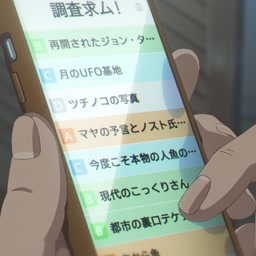 調査求ム!
B 再開されたジョン・タ…
C 月のUFO基地
B ツチノコの写真
A マヤの予言とノスト氏…
C 今度こそ本物の人魚の…
B 現代のこっくりさん
B 都市の裏口テケ